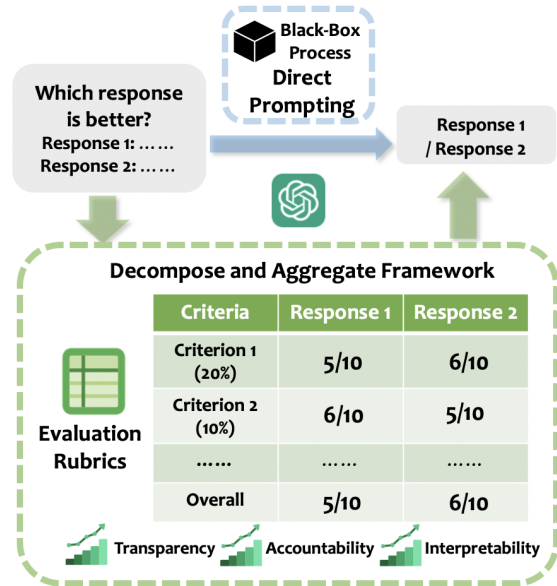 Black-Box
Process
Direct
Prompting
Which response
is better?
Response 1: ……
Response 2: ……
Response 1
/ Response 2
Decompose and Aggregate Framework
Evaluation
Rubrics
Criteria Response 1 Response 2
Criterion 1
(20%) 5/10 6/10
Criterion 2
(10%) 6/10 5/10
…… …… ……
Overall 5/10 6/10
Transparency Accountability Interpretability